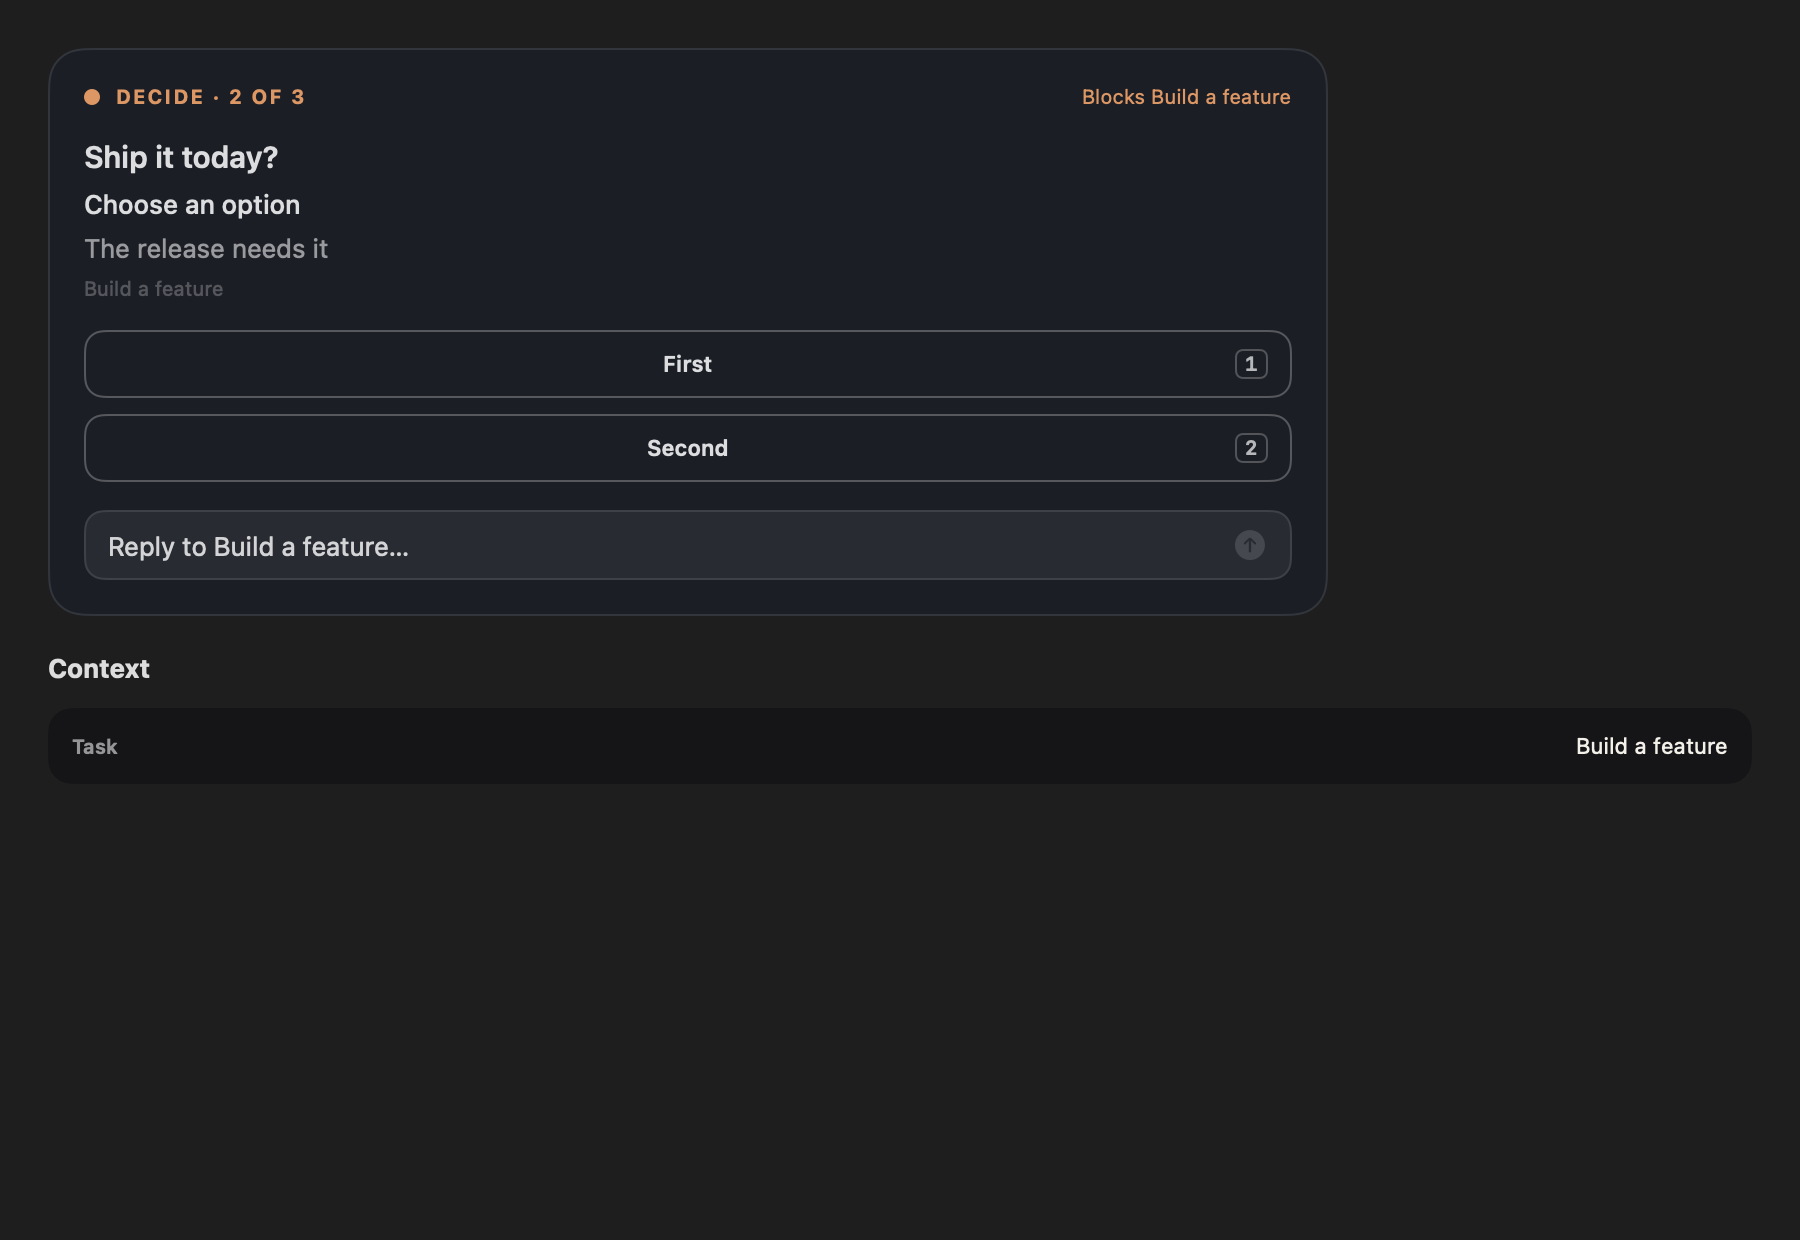 DECIDE · 2 OF 3
Blocks Build a feature
Ship it today?
Choose an option
The release needs it
Build a feature
First 1
Second 2
Reply to Build a feature...
Context
Task Build a feature